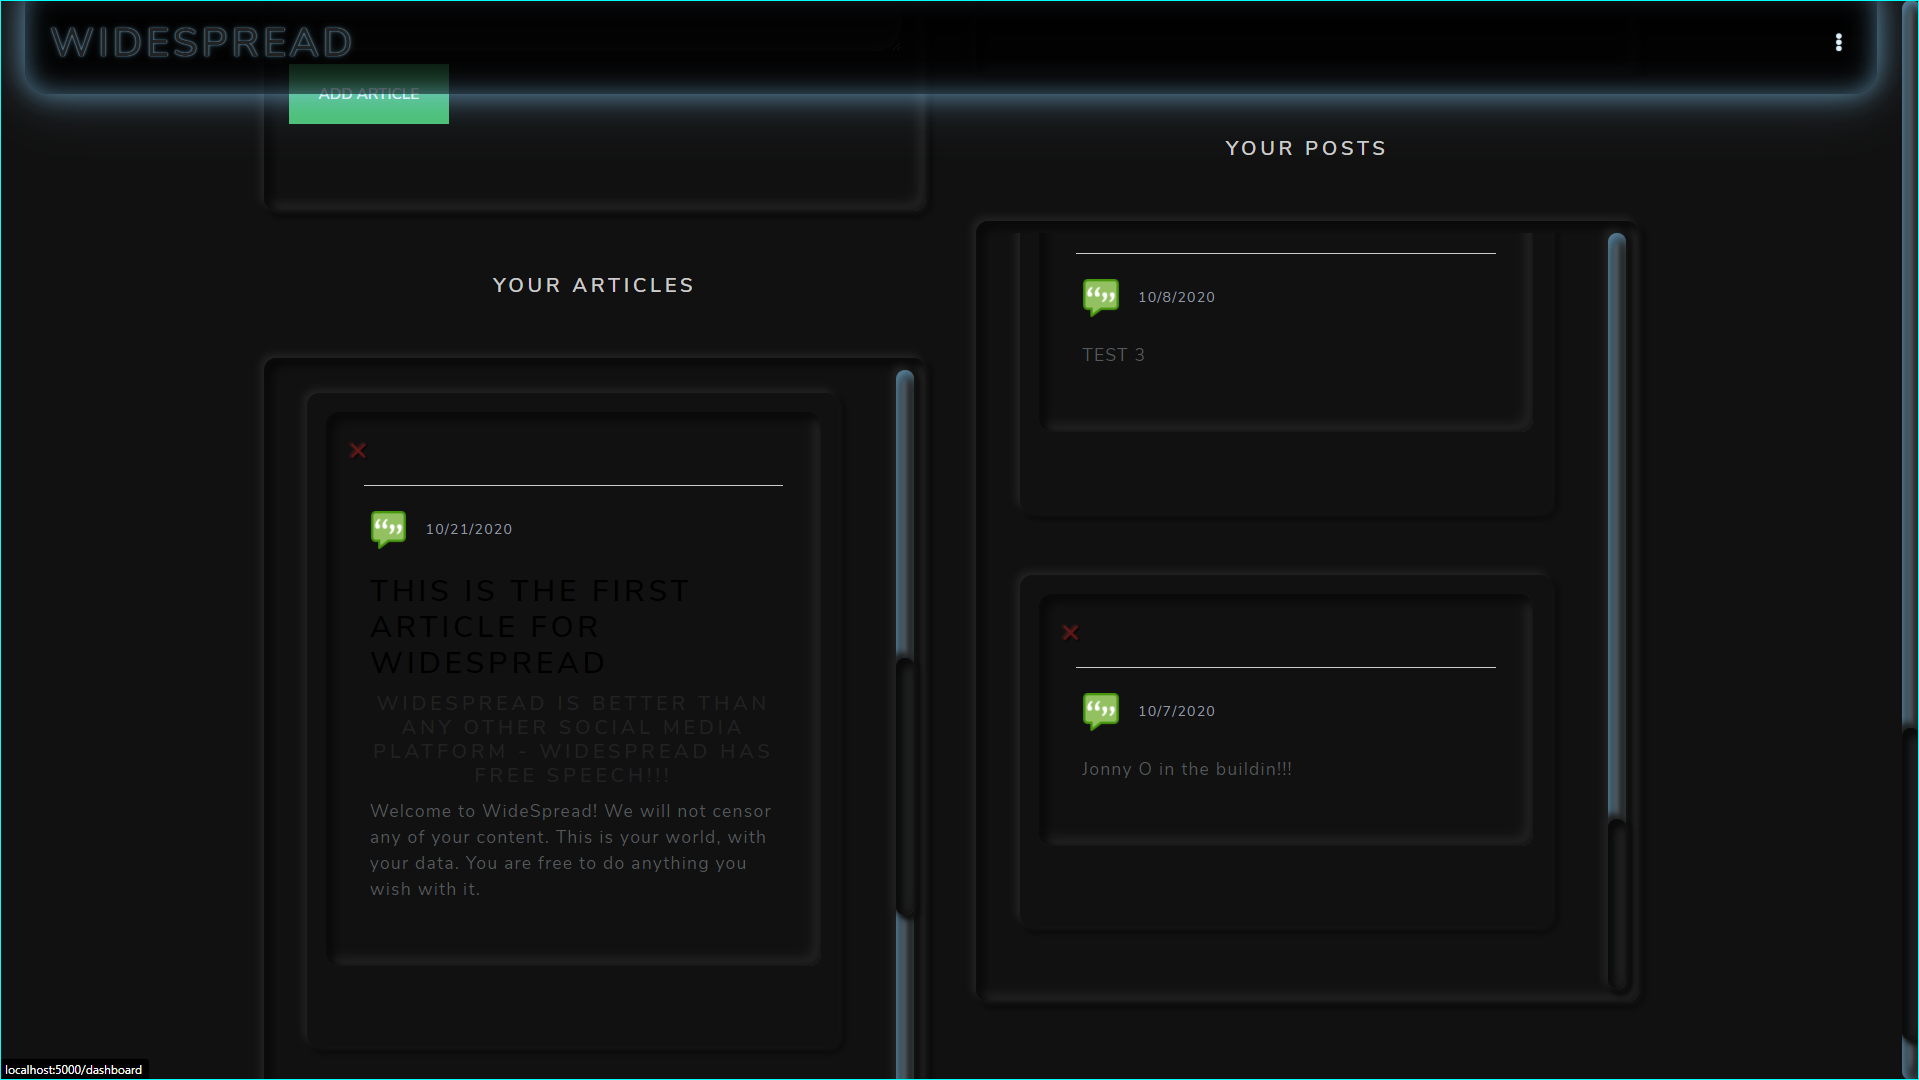 WIDESPREAD
ADD ARTICLE
YOUR ARTICLES
10/21/2020
THIS IS THE FIRST
ARTICLE FOR
WIDESPREAD
WIDESPREAD IS BETTER THAN
ANY OTHER SOCIAL MEDIA
PLATFORM - WIDESPREAD HAS
FREE SPEECH!!!
Welcome to WideSpread! We will not censor
any of your content. This is your world, with
your data. You are free to do anything you
wish with it.
YOUR POSTS
10/8/2020
TEST 3
10/7/2020
Jonny O in the buildin!!!
localhost:5000/dashboard